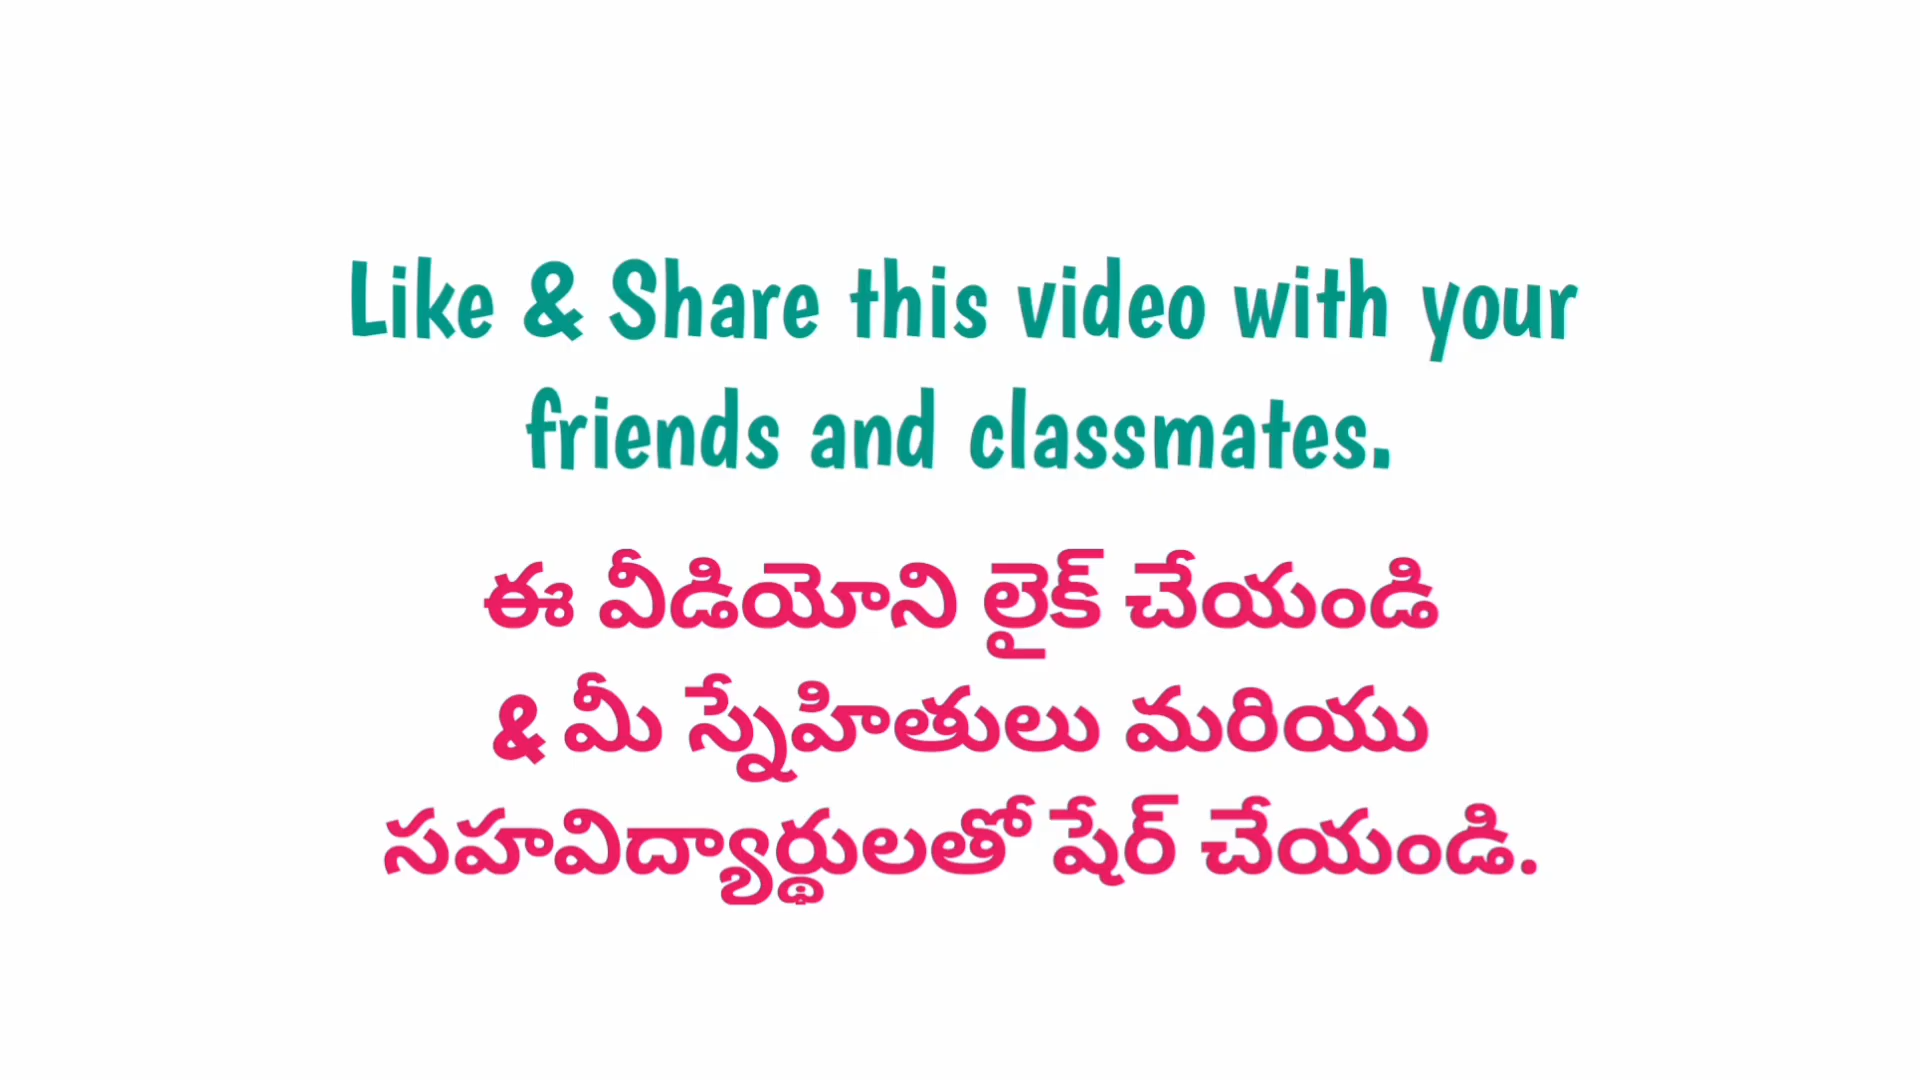 Like & Share this video with your
friends and classmates.
ఈ వీడియోని లైక్ చేయండి
& మీ స్నేహితులు మరియు
సహవిద్యార్థులతో షేర్ చేయండి.